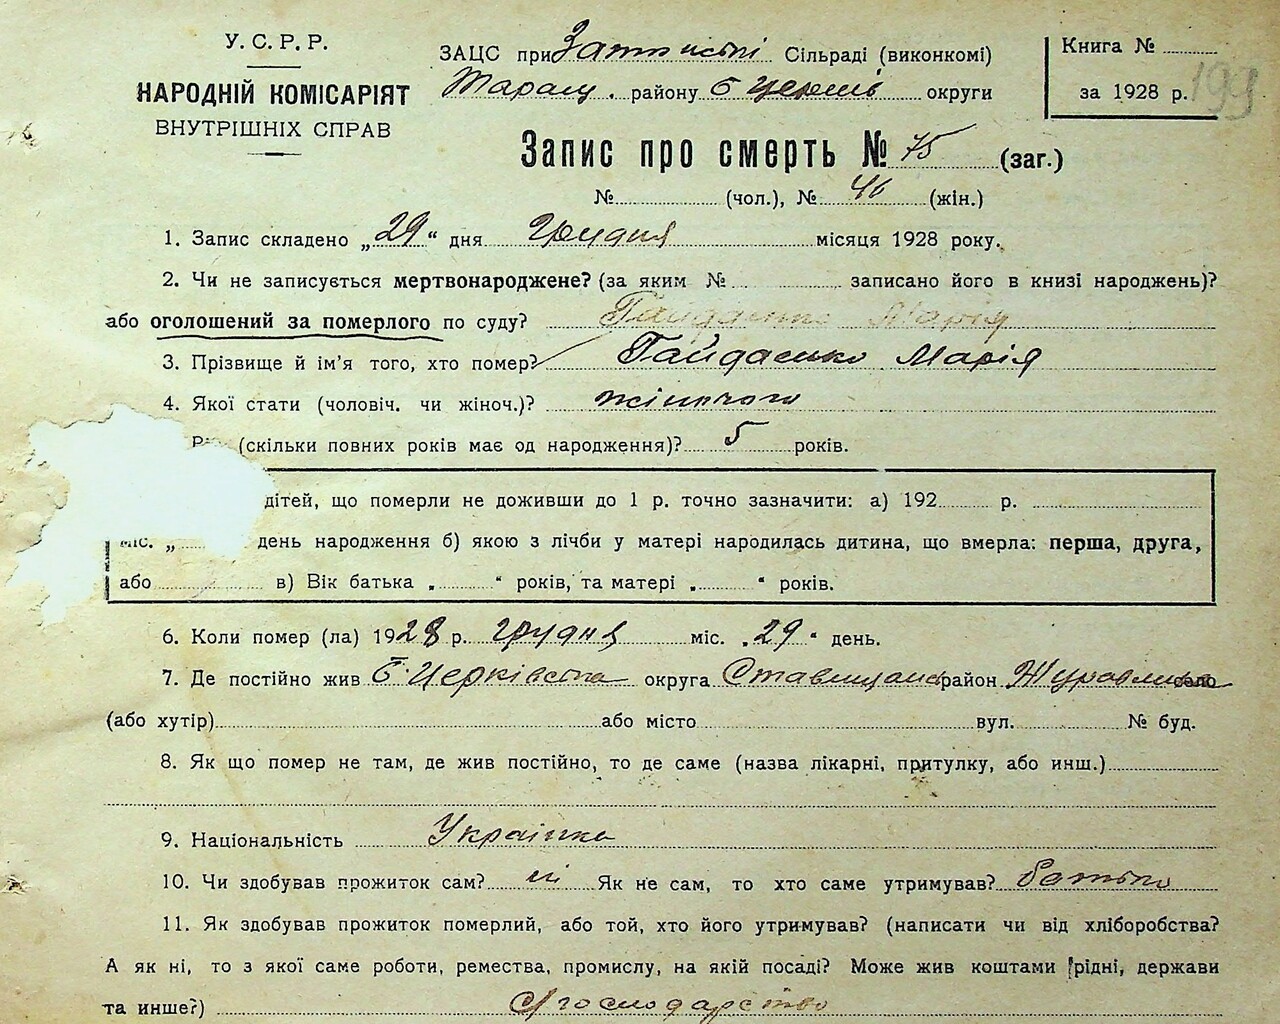 У. С. Р. Р.
НАРОДНІЙ КОМІСАРІЯТ
ВНУТРІШНІХ СПРАВ
ЗАЦС при Сільраді (виконкомі)
Таращ. району Б Церків округи
Книга №
за 1928 р.
199
Запис про смерть № 75 (заг.)
№ (чол.), № 46 (жін.)
1. Запис складено „29“ дня Грудня місяця 1928 року.
2. Чи не записується мертвонароджене? (за яким № записано його в книзі народжень)?
або оголошений за померлого по суду? Гайдаенко Марія
3. Прізвище й ім’я того, хто помер? Гайдаенко Марія
4. Якої стати (чоловіч. чи жіноч.)? жіночого
(скільки повних років має од народження)? 5 років.
дітей, що померли не доживши до 1 р. точно зазначити: а) 192 р.
міс. „ день народження б) якою з лічби у матері народилась дитина, що вмерла: перша, друга,
або в) Вік батька „ “ років, та матері „ “ років.
6. Коли помер (ла) 1928 р. грудня міс. „29“ день.
7. Де постійно жив Б-Церківська округа Ставищанс район село
(або хутір) або місто вул. № буд.
8. Як що помер не там, де жив постійно, то де саме (назва лікарні, притулку, або инш.)
9. Національність Українка
10. Чи здобував прожиток сам? ні Як не сам, то хто саме утримував? батько
11. Як здобував прожиток померлий, або той, хто його утримував? (написати чи від хліборобства?
А як ні, то з якої саме роботи, ремества, промислу, на якій посаді? Може жив коштами рідні, держави
та инше?) С/господарство